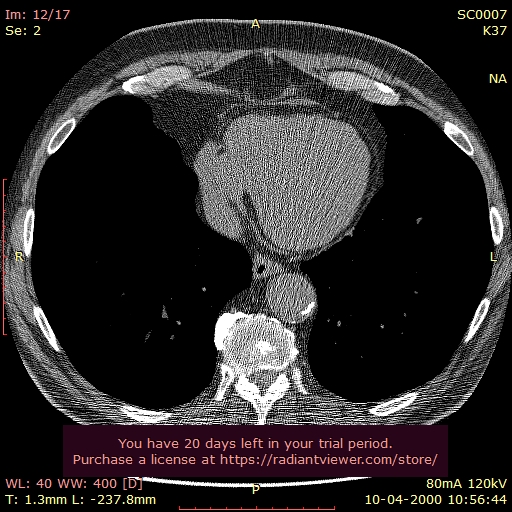 Im: 12/17
Se: 2
A
SC0007
K37
NA
R
L
You have 20 days left in your trial period.
Purchase a license at https://radiantviewer.com/store/
WL: 40 WW: 400 [D]
T: 1.3mm L: -237.8mm
P
80mA 120kV
10-04-2000 10:56:44